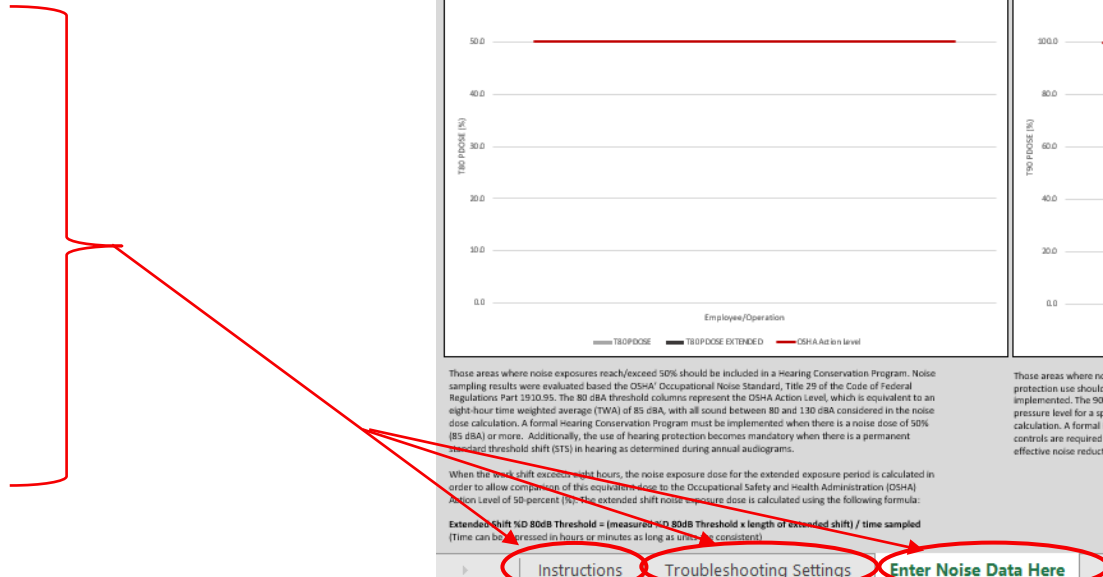 50.0
40.0
30.0
20.0
10.0
0.0
T80 PDOSE (%)
Employee/Operation
T80 PDOSE T80 PDOSE EXTENDED OSHA Action Level
Those areas where noise exposures reach/exceed 50% should be included in a Hearing Conservation Program. Noise
sampling results were evaluated based the OSHA' Occupational Noise Standard, Title 29 of the Code of Federal
Regulations Part 1910.95. The 80 dBA threshold columns represent the OSHA Action Level, which is equivalent to an
eight-hour time weighted average (TWA) of 85 dBA, with all sound between 80 and 130 dBA considered in the noise
dose calculation. A formal Hearing Conservation Program must be implemented when there is a noise dose of 50%
(85 dBA) or more. Additionally, the use of hearing protection becomes mandatory when there is a permanent
standard threshold shift (STS) in hearing as determined during annual audiograms.
When the work shift exceeds eight hours, the noise exposure dose for the extended exposure period is calculated in
order to allow comparison of this equivalent dose to the Occupational Safety and Health Administration (OSHA)
Action Level of 50-percent (%). The extended shift noise exposure dose is calculated using the following formula:
Extended Shift %D 80dB Threshold = (measured %D 80dB Threshold x length of extended shift) / time sampled
(Time can be expressed in hours or minutes as long as units are consistent)
100.0
80.0
60.0
40.0
20.0
0.0
T90 PDOSE (%)
Those areas where
protection use should
implemented. The 90
pressure level for a
calculation. A formal
controls are required
effective noise
Instructions Troubleshooting Settings Enter Noise Data Here